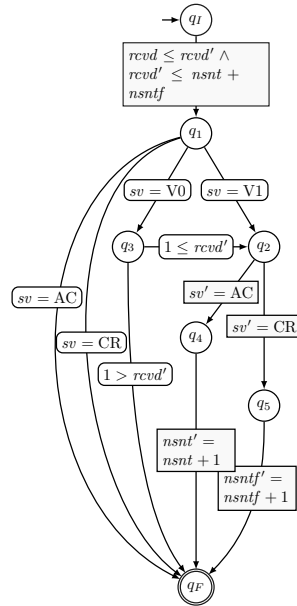 q_I
rcvd ≤ rcvd′ ∧
rcvd′ ≤ nsnt +
nsntf
q_1
sv = V0
sv = V1
q_3
1 ≤ rcvd′
q_2
sv = AC
sv′ = AC
sv′ = CR
sv = CR
q_4
1 > rcvd′
q_5
nsnt′ =
nsnt + 1
nsntf′ =
nsntf + 1
q_F